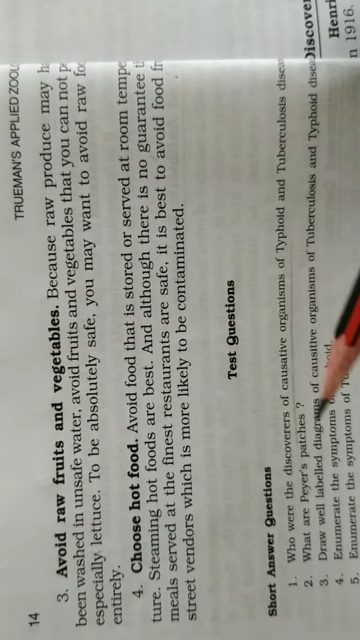 14
TRUEMAN'S APPLIED ZOOL
3. Avoid raw fruits and vegetables. Because raw produce may
been washed in unsafe water, avoid fruits and vegetables that you can not
especially lettuce. To be absolutely safe, you may want to avoid raw
entirely.
4. Choose hot food. Avoid food that is stored or served at room tempe
ture. Steaming hot foods are best. And although there is no guarantee
meals served at the finest restaurants are safe, it is best to avoid food
street vendors which is more likely to be contaminated.
Test Questions
Short Answer Questions
1. Who were the discoverers of causative organisms of Typhoid and Tuberculosis
2. What are Peyer's patches ?
3. Draw well labelled diagrams of causitive organisms of Tuberculosis and Typhoid
4. Enumerate the symptoms
5. Enumerate the symptoms of
Discover
Henri
n 1916.